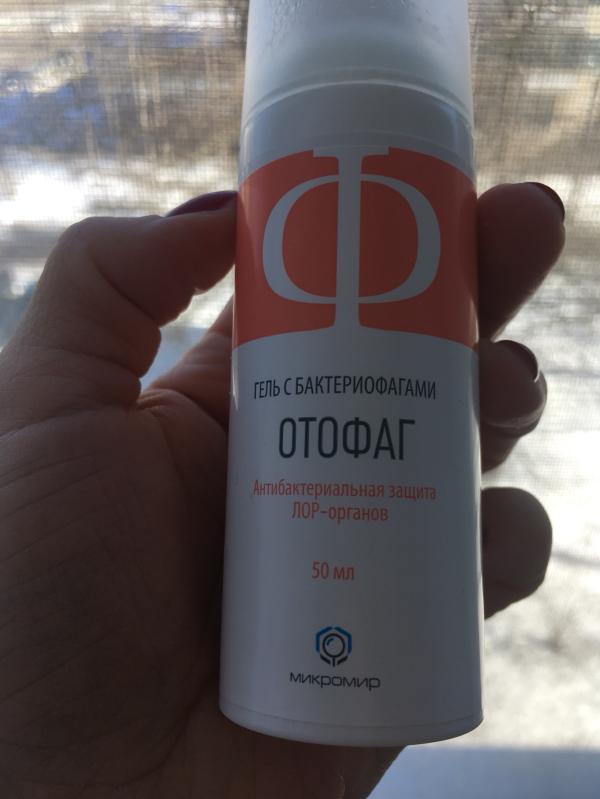 Ф
ГЕЛЬ С БАКТЕРИОФАГАМИ
ОТОФАГ
Антибактериальная защита
ЛОР-органов
50 мл
микромир